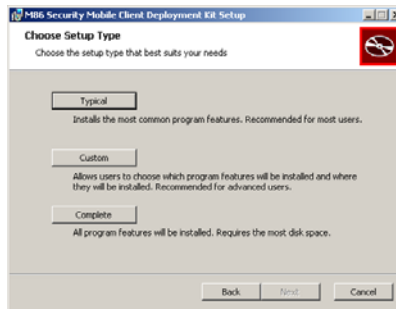 M86 Security Mobile Client Deployment Kit Setup
Choose Setup Type
Choose the setup type that best suits your needs
Typical
Installs the most common program features. Recommended for most users.
Custom
Allows users to choose which program features will be installed and where
they will be installed. Recommended for advanced users.
Complete
All program features will be installed. Requires the most disk space.
Back Next Cancel